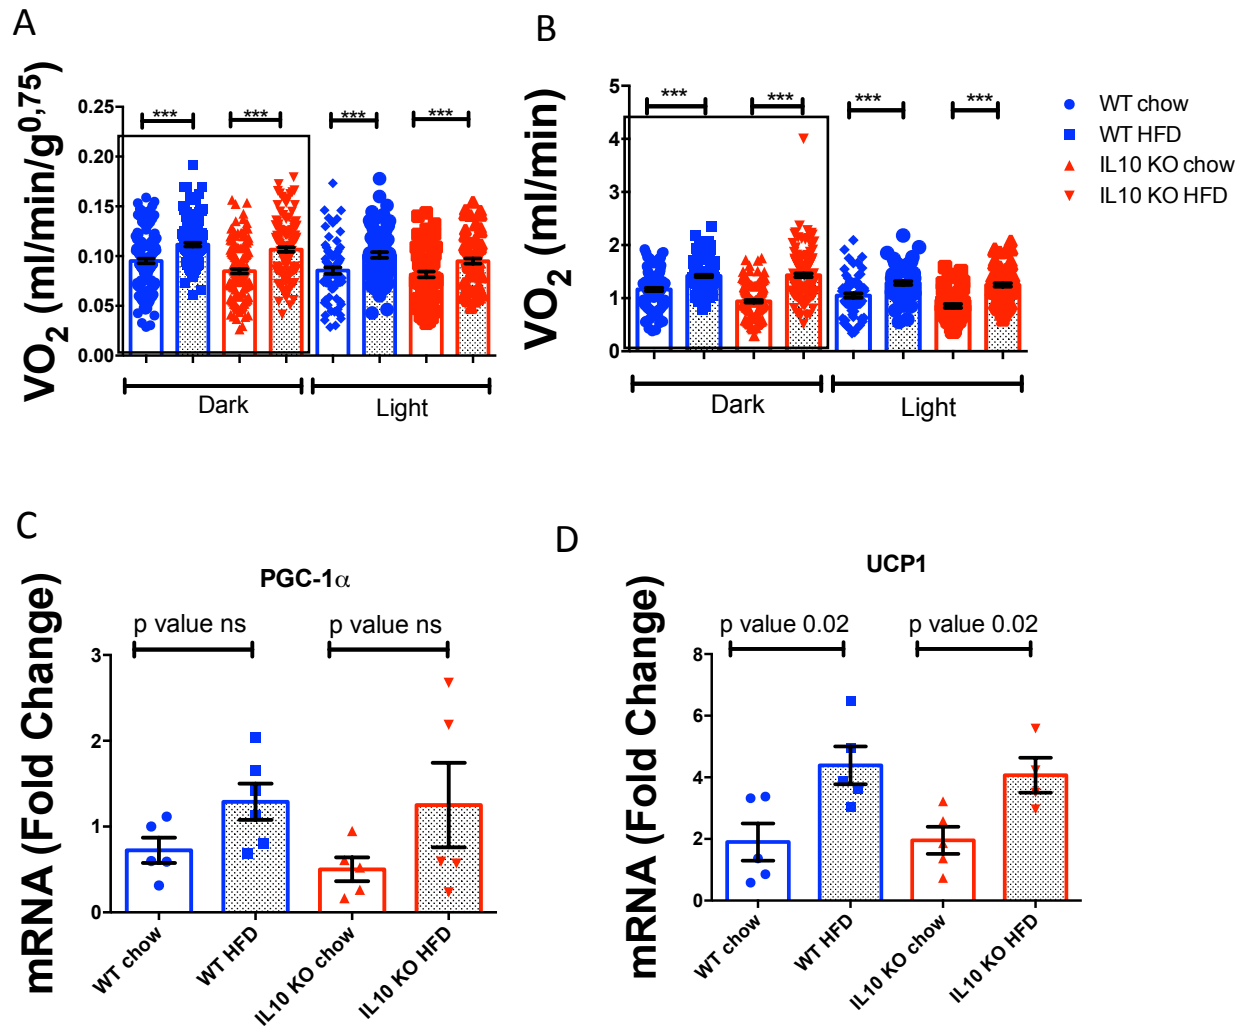 A
VO2 (ml/min/g0,75)
0.25
0.20
0.15
0.10
0.05
0.00
***
***
***
***
Dark
Light
B
VO2 (ml/min)
5
4
3
2
1
0
***
***
***
***
Dark
Light
WT chow
WT HFD
IL10 KO chow
IL10 KO HFD
C
PGC-1α
mRNA (Fold Change)
p value ns
p value ns
3
2
1
0
WT chow
WT HFD
IL10 KO chow
IL10 KO HFD
D
UCP1
mRNA (Fold Change)
p value 0.02
p value 0.02
8
6
4
2
0
WT chow
WT HFD
IL10 KO chow
IL10 KO HFD